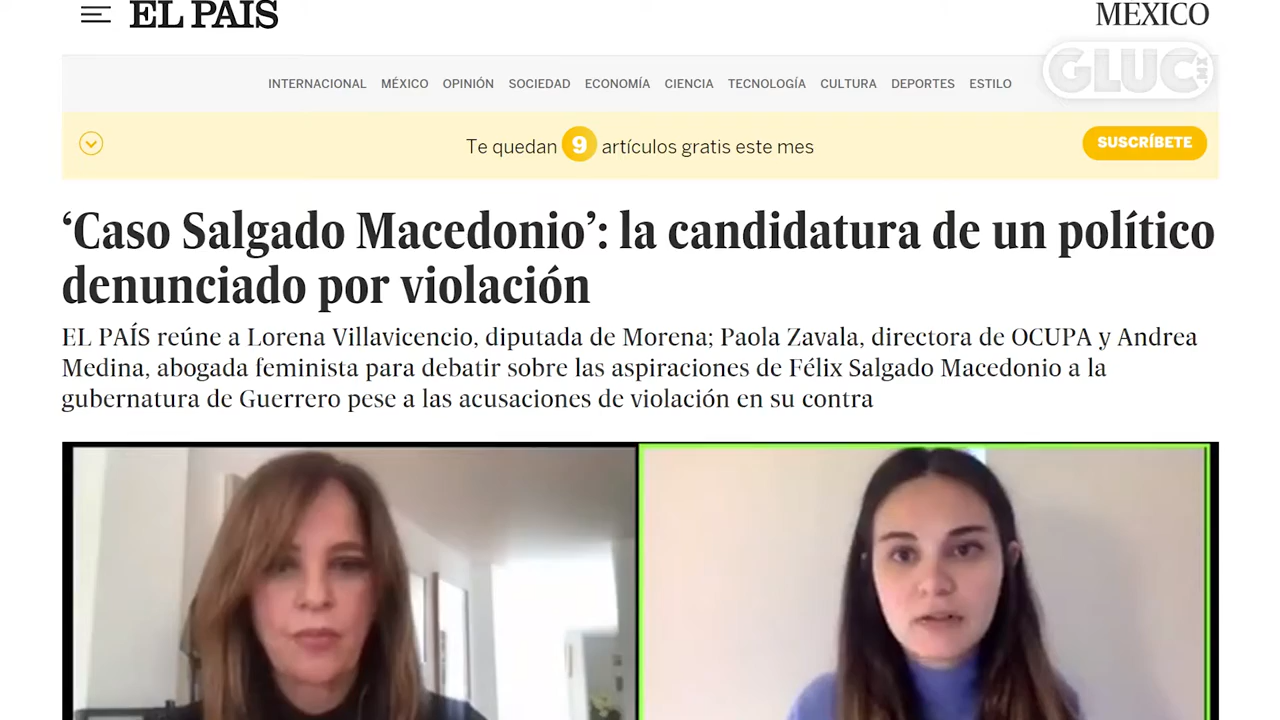 EL PAÍS
MÉXICO
GLUC.MX
INTERNACIONAL MÉXICO OPINIÓN SOCIEDAD ECONOMÍA CIENCIA TECNOLOGÍA CULTURA DEPORTES ESTILO
Te quedan 9 artículos gratis este mes
SUSCRÍBETE
‘Caso Salgado Macedonio’: la candidatura de un político
denunciado por violación
EL PAÍS reúne a Lorena Villavicencio, diputada de Morena; Paola Zavala, directora de OCUPA y Andrea
Medina, abogada feminista para debatir sobre las aspiraciones de Félix Salgado Macedonio a la
gubernatura de Guerrero pese a las acusaciones de violación en su contra